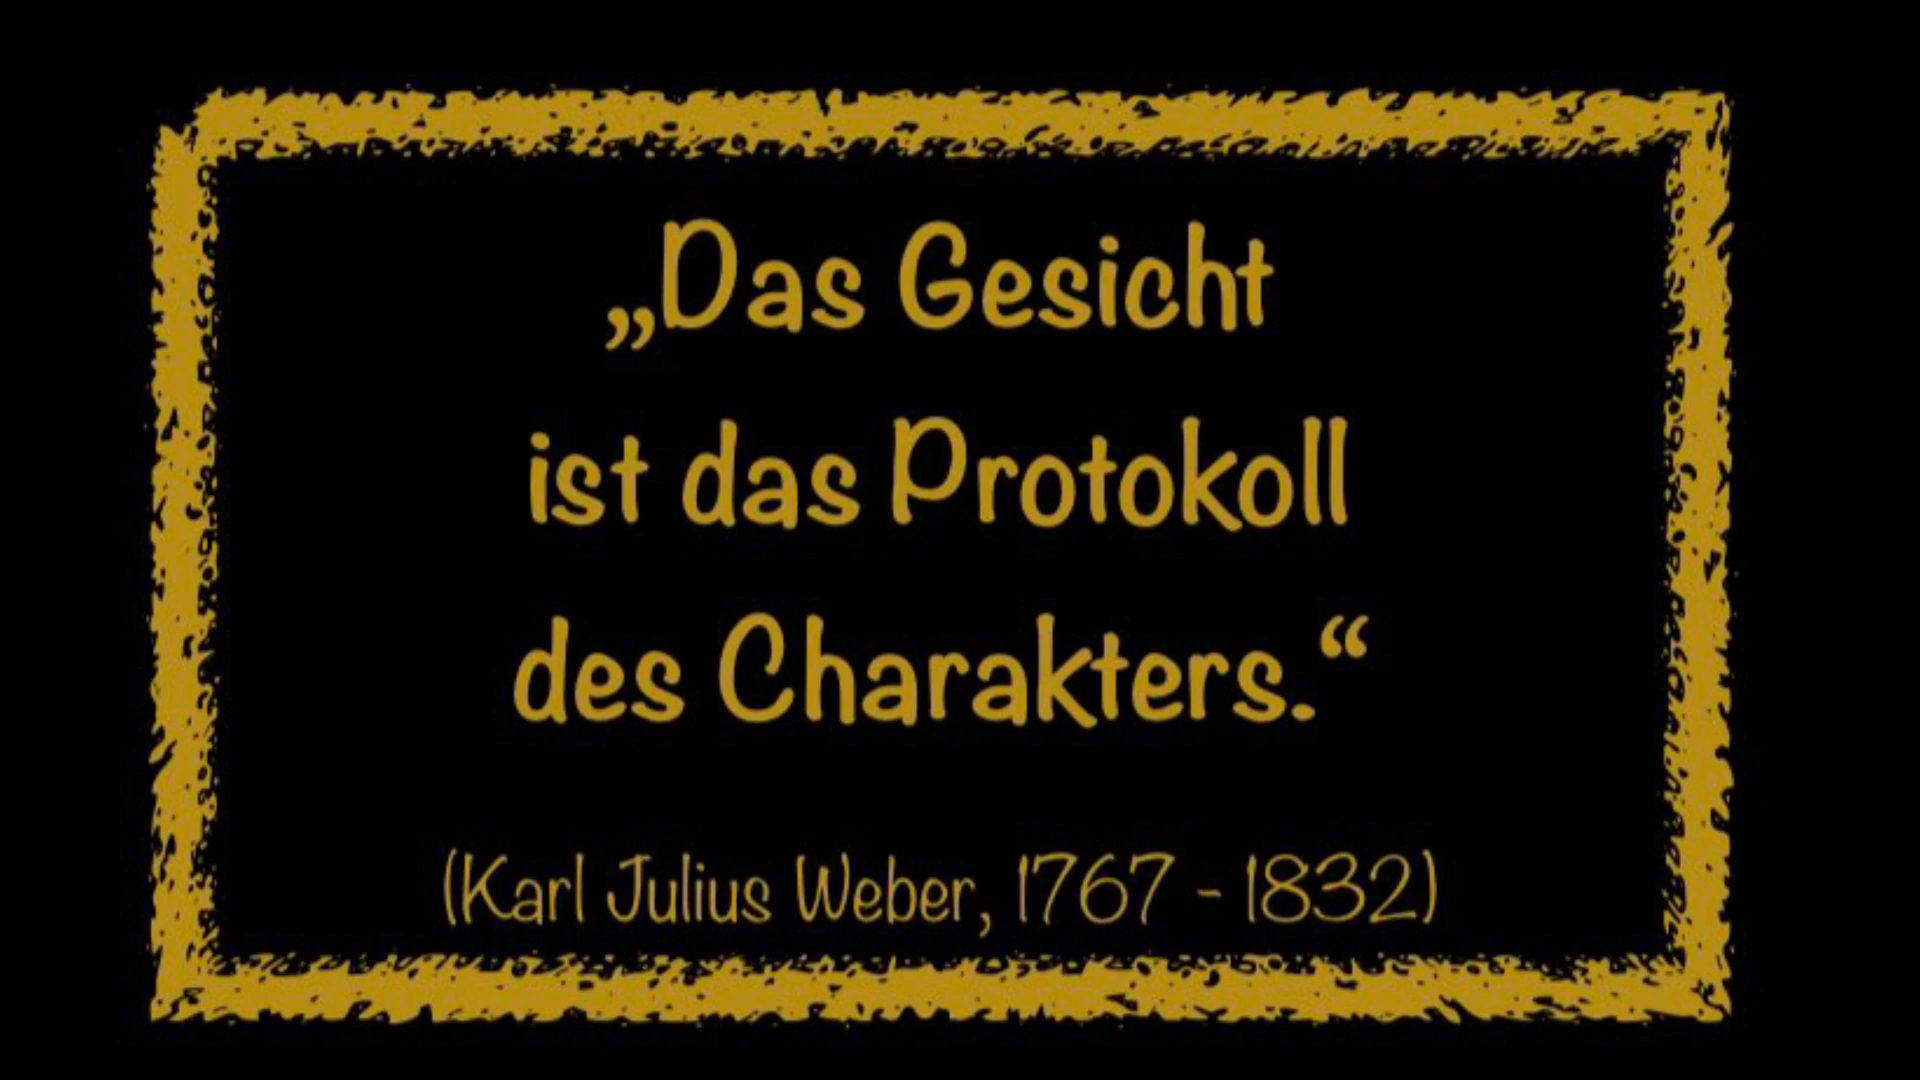 „Das Gesicht
ist das Protokoll
des Charakters.“
(Karl Julius Weber, 1767 - 1832)